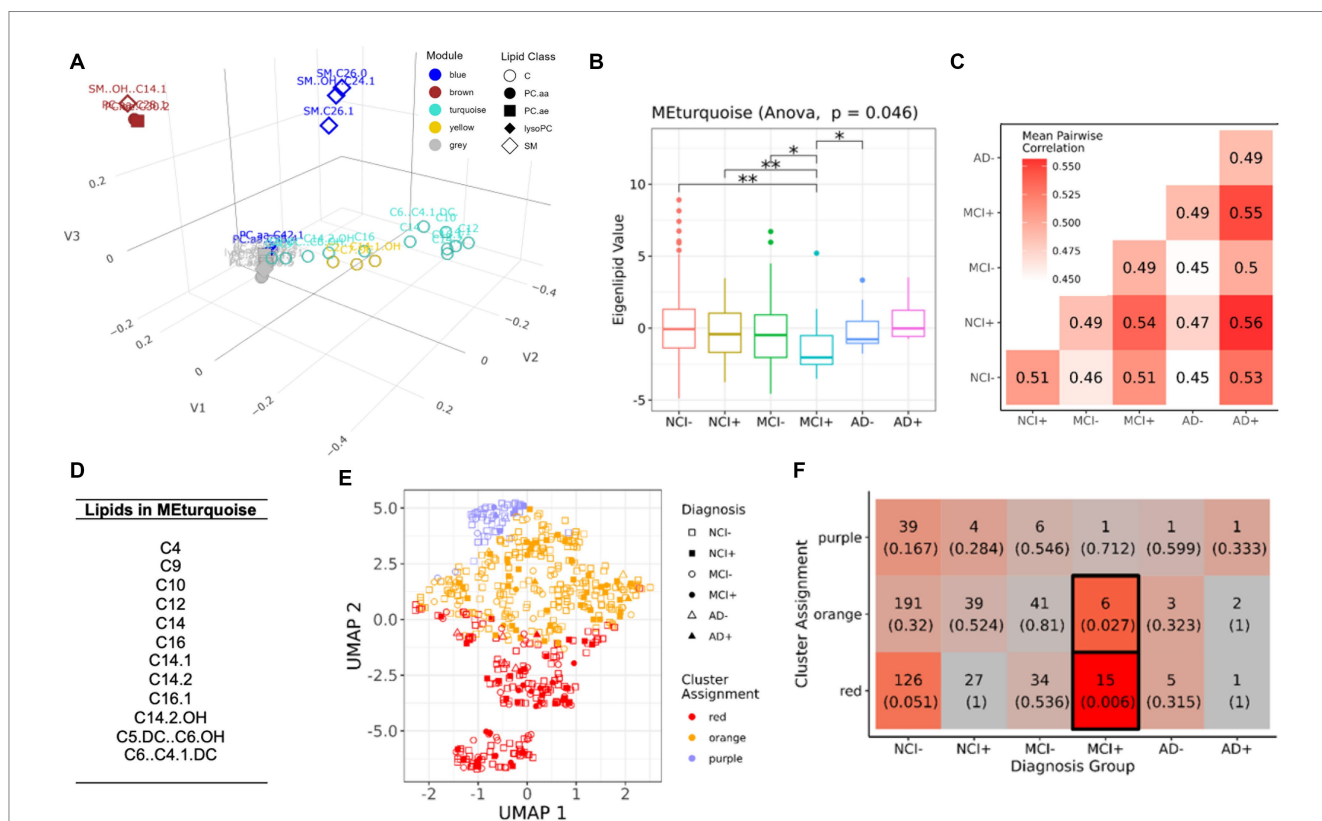 A
Module
blue
brown
turquoise
yellow
grey
Lipid Class
C
PC.aa
PC.ae
lysoPC
SM
SM..OH..C14.1
SM.C26.0
SM..OH..C24.1
SM.C26.1
C6..C4.1.DC
C10
C12
C14
C16
PC.aa.C42.1
0.2
V3
0
-0.2
0.2
0
V1
-0.2
-0.4
0.2
0
V2
-0.2
-0.4
B
MEturquoise (Anova, p = 0.046)
*
*
**
**
Eigenlipid Value
10
5
0
-5
NCI-
NCI+
MCI-
MCI+
AD-
AD+
C
Mean Pairwise
Correlation
0.550
0.525
0.500
0.475
0.450
AD- 0.49
MCI+ 0.49 0.55
MCI- 0.49 0.45 0.5
NCI+ 0.49 0.54 0.47 0.56
NCI- 0.51 0.46 0.51 0.45 0.53
NCI+ MCI- MCI+ AD- AD+
D
Lipids in MEturquoise
C4
C9
C10
C12
C14
C16
C14.1
C14.2
C16.1
C14.2.OH
C5.DC..C6.OH
C6..C4.1.DC
E
UMAP 2
5.0
2.5
0.0
-2.5
-5.0
-2 -1 0 1 2
UMAP 1
Diagnosis
NCI-
NCI+
MCI-
MCI+
AD-
AD+
Cluster
Assignment
red
orange
purple
F
Cluster Assignment
purple
39 4 6 1 1 1
(0.167) (0.284) (0.546) (0.712) (0.599) (0.333)
orange
191 39 41 6 3 2
(0.32) (0.524) (0.81) (0.027) (0.323) (1)
red
126 27 34 15 5 1
(0.051) (1) (0.536) (0.006) (0.315) (1)
NCI- NCI+ MCI- MCI+ AD- AD+
Diagnosis Group